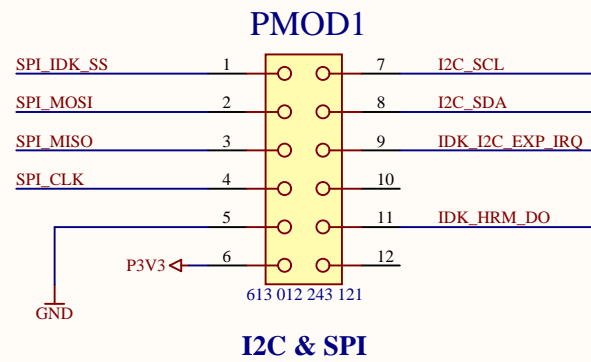 PMOD1
SPI_IDK_SS 1 7 I2C_SCL
SPI_MOSI 2 8 I2C_SDA
SPI_MISO 3 9 IDK_I2C_EXP_IRQ
SPI_CLK 4 10
5 11 IDK_HRM_DO
P3V3 6 12
613 012 243 121
GND
I2C & SPI